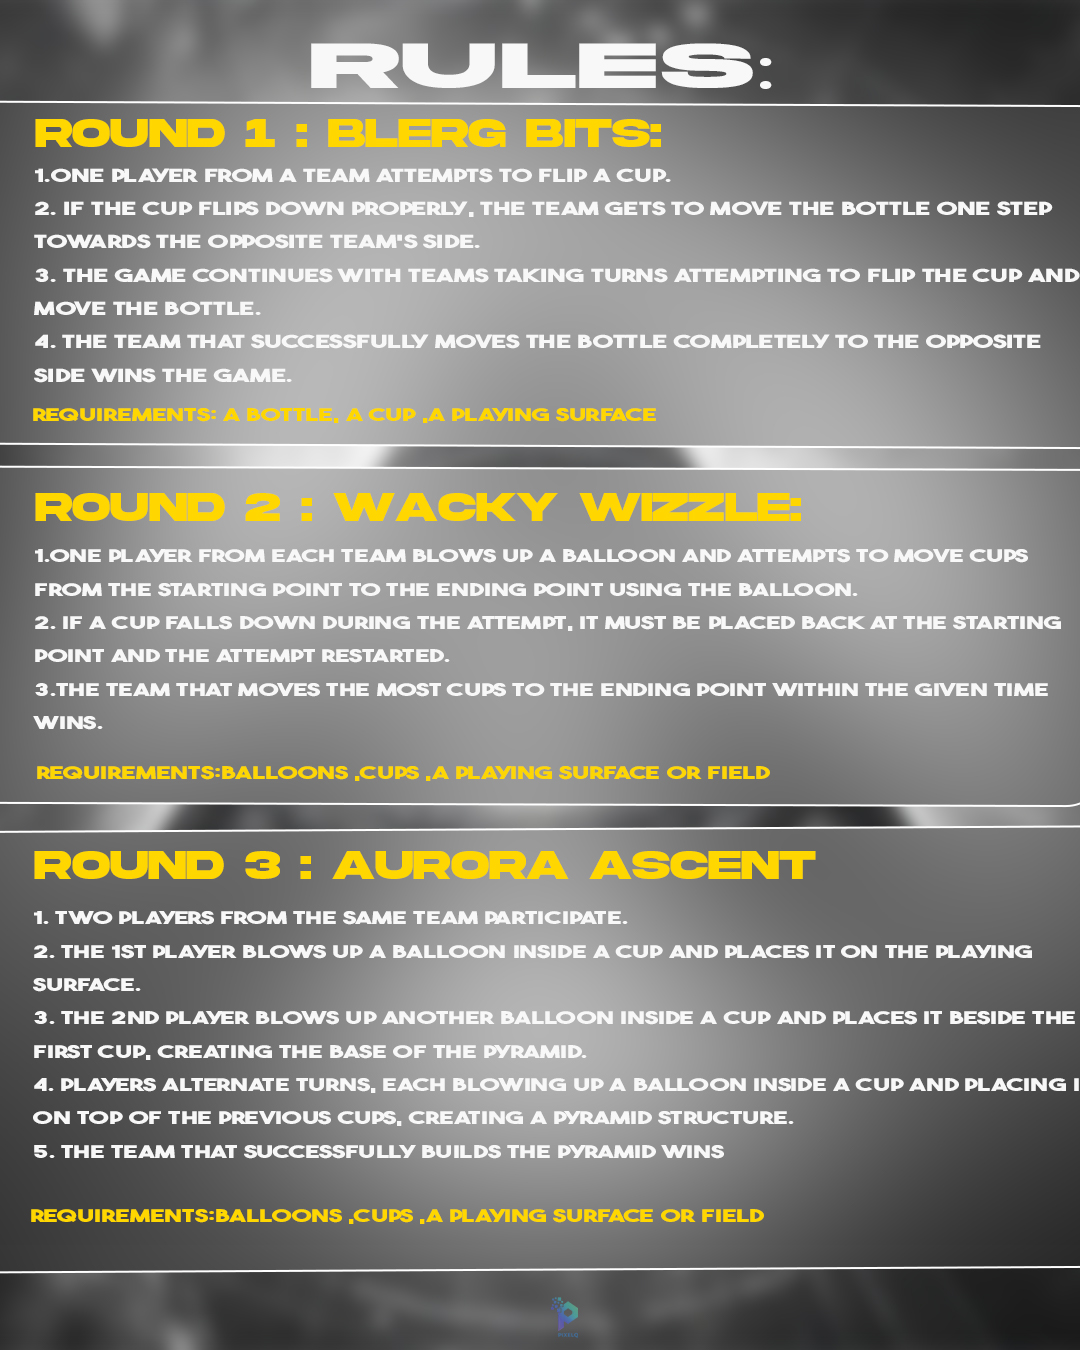 RULES:
ROUND 1 : BLERG BITS:
1.ONE PLAYER FROM A TEAM ATTEMPTS TO FLIP A CUP.
2. IF THE CUP FLIPS DOWN PROPERLY, THE TEAM GETS TO MOVE THE BOTTLE ONE STEP
TOWARDS THE OPPOSITE TEAM'S SIDE.
3. THE GAME CONTINUES WITH TEAMS TAKING TURNS ATTEMPTING TO FLIP THE CUP AND
MOVE THE BOTTLE.
4. THE TEAM THAT SUCCESSFULLY MOVES THE BOTTLE COMPLETELY TO THE OPPOSITE
SIDE WINS THE GAME.
REQUIREMENTS: A BOTTLE, A CUP ,A PLAYING SURFACE
ROUND 2 : WACKY WIZZLE:
1.ONE PLAYER FROM EACH TEAM BLOWS UP A BALLOON AND ATTEMPTS TO MOVE CUPS
FROM THE STARTING POINT TO THE ENDING POINT USING THE BALLOON.
2. IF A CUP FALLS DOWN DURING THE ATTEMPT, IT MUST BE PLACED BACK AT THE STARTING
POINT AND THE ATTEMPT RESTARTED.
3.THE TEAM THAT MOVES THE MOST CUPS TO THE ENDING POINT WITHIN THE GIVEN TIME
WINS.
REQUIREMENTS:BALLOONS ,CUPS ,A PLAYING SURFACE OR FIELD
ROUND 3 : AURORA ASCENT
1. TWO PLAYERS FROM THE SAME TEAM PARTICIPATE.
2. THE 1ST PLAYER BLOWS UP A BALLOON INSIDE A CUP AND PLACES IT ON THE PLAYING
SURFACE.
3. THE 2ND PLAYER BLOWS UP ANOTHER BALLOON INSIDE A CUP AND PLACES IT BESIDE THE
FIRST CUP, CREATING THE BASE OF THE PYRAMID.
4. PLAYERS ALTERNATE TURNS, EACH BLOWING UP A BALLOON INSIDE A CUP AND PLACING I
ON TOP OF THE PREVIOUS CUPS, CREATING A PYRAMID STRUCTURE.
5. THE TEAM THAT SUCCESSFULLY BUILDS THE PYRAMID WINS
REQUIREMENTS:BALLOONS ,CUPS ,A PLAYING SURFACE OR FIELD